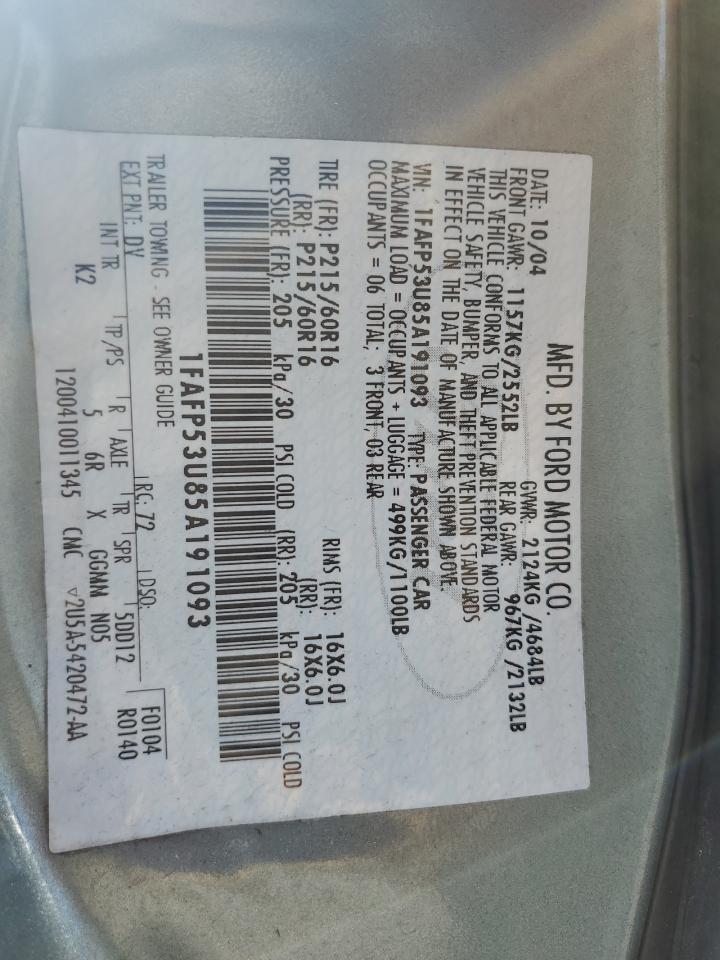 MFD. BY FORD MOTOR CO.
DATE: 10/04 GVWR: 2124KG/4684LB
FRONT GAWR: 1157KG/2552LB REAR GAWR: 967KG/2132LB
THIS VEHICLE CONFORMS TO ALL APPLICABLE FEDERAL MOTOR
VEHICLE SAFETY, BUMPER, AND THEFT PREVENTION STANDARDS
IN EFFECT ON THE DATE OF MANUFACTURE SHOWN ABOVE.
VIN: 1FAFP53U85A191093 TYPE: PASSENGER CAR
MAXIMUM LOAD = OCCUPANTS + LUGGAGE = 499KG/1100LB
OCCUPANTS = 06 TOTAL; 3 FRONT, 03 REAR
TIRE (FR): P215/60R16 RIMS (FR): 16X6.0J
(RR): P215/60R16 (RR): 16X6.0J
PRESSURE (FR): 205 kPa/30 PSI COLD (RR): 205 kPa/30 PSI COLD
1FAFP53U85A191093
TRAILER TOWING - SEE OWNER GUIDE
EXT PNT: DV RC: 72 DSO: F0104
INT TR TP/PS R AXLE TR SPR 5DD12 R0140
K2 5 6R X GGMM N05
1200410011345 CMC ▽2U5A-5420472-AA